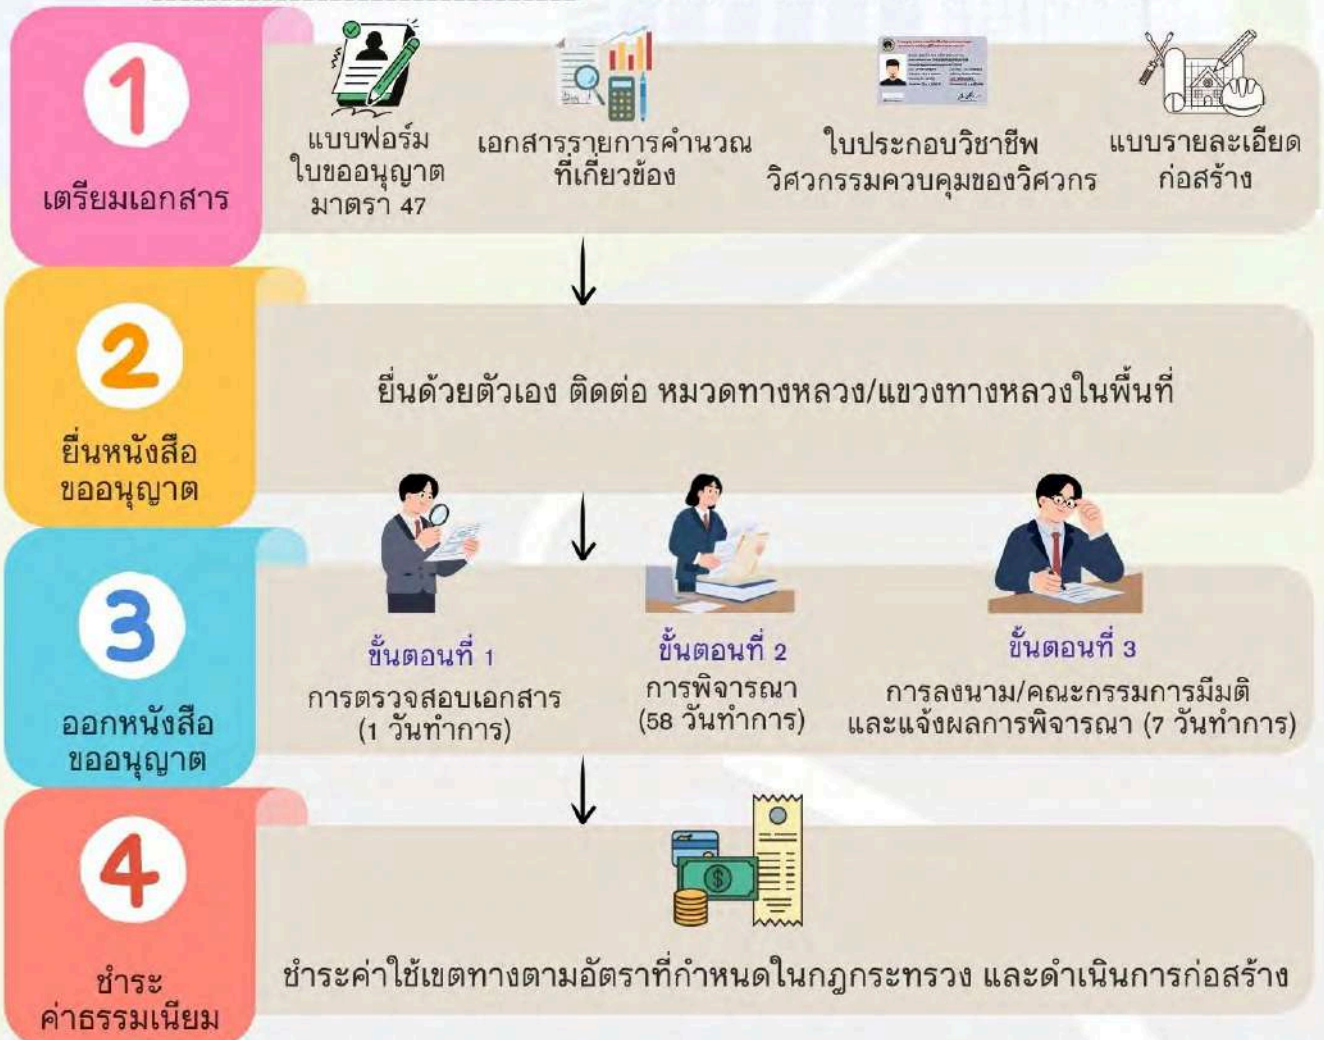 1
เตรียมเอกสาร
แบบฟอร์ม
ใบขออนุญาต
มาตรา 47
เอกสารรายการคำนวณ
ที่เกี่ยวข้อง
ใบประกอบวิชาชีพ
วิศวกรรมควบคุมของวิศวกร
แบบรายละเอียด
ก่อสร้าง
2
ยื่นหนังสือ
ขออนุญาต
ยื่นด้วยตัวเอง ติดต่อ หมวดทางหลวง/แขวงทางหลวงในพื้นที่
3
ออกหนังสือ
ขออนุญาต
ขั้นตอนที่ 1
การตรวจสอบเอกสาร
(1 วันทำการ)
ขั้นตอนที่ 2
การพิจารณา
(58 วันทำการ)
ขั้นตอนที่ 3
การลงนาม/คณะกรรมการมีมติ
และแจ้งผลการพิจารณา (7 วันทำการ)
4
ชำระ
ค่าธรรมเนียม
$
ชำระค่าใช้เขตทางตามอัตราที่กำหนดในกฎกระทรวง และดำเนินการก่อสร้าง